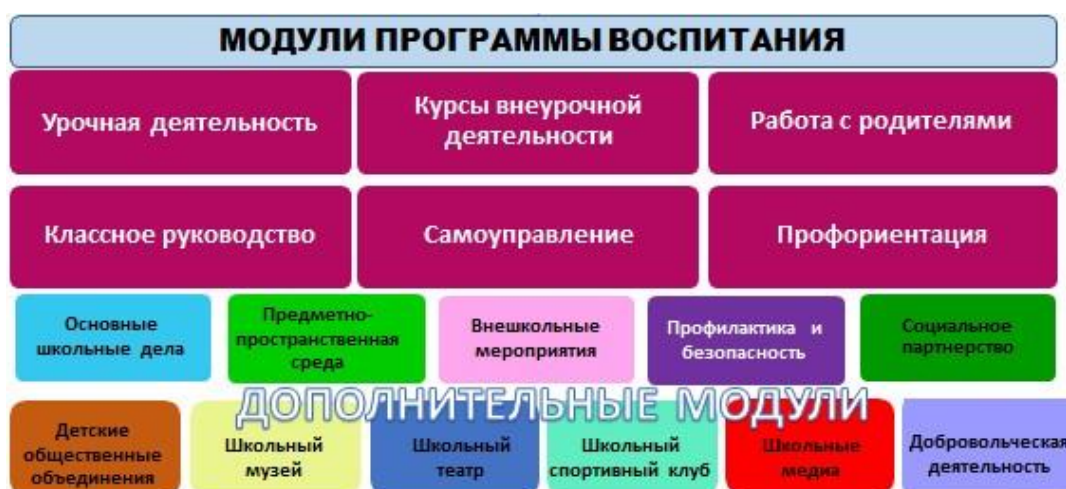 МОДУЛИ ПРОГРАММЫ ВОСПИТАНИЯ
Урочная деятельность
Курсы внеурочной
деятельности
Работа с родителями
Классное руководство
Самоуправление
Профориентация
Основные
школьные дела
Предметно-
пространственная
среда
Внешкольные
мероприятия
Профилактика и
безопасность
Социальное
партнерство
ДОПОЛНИТЕЛЬНЫЕ МОДУЛИ
Детские
общественные
объединения
Школьный
музей
Школьный
театр
Школьный
спортивный клуб
Школьные
медиа
Добровольческая
деятельность